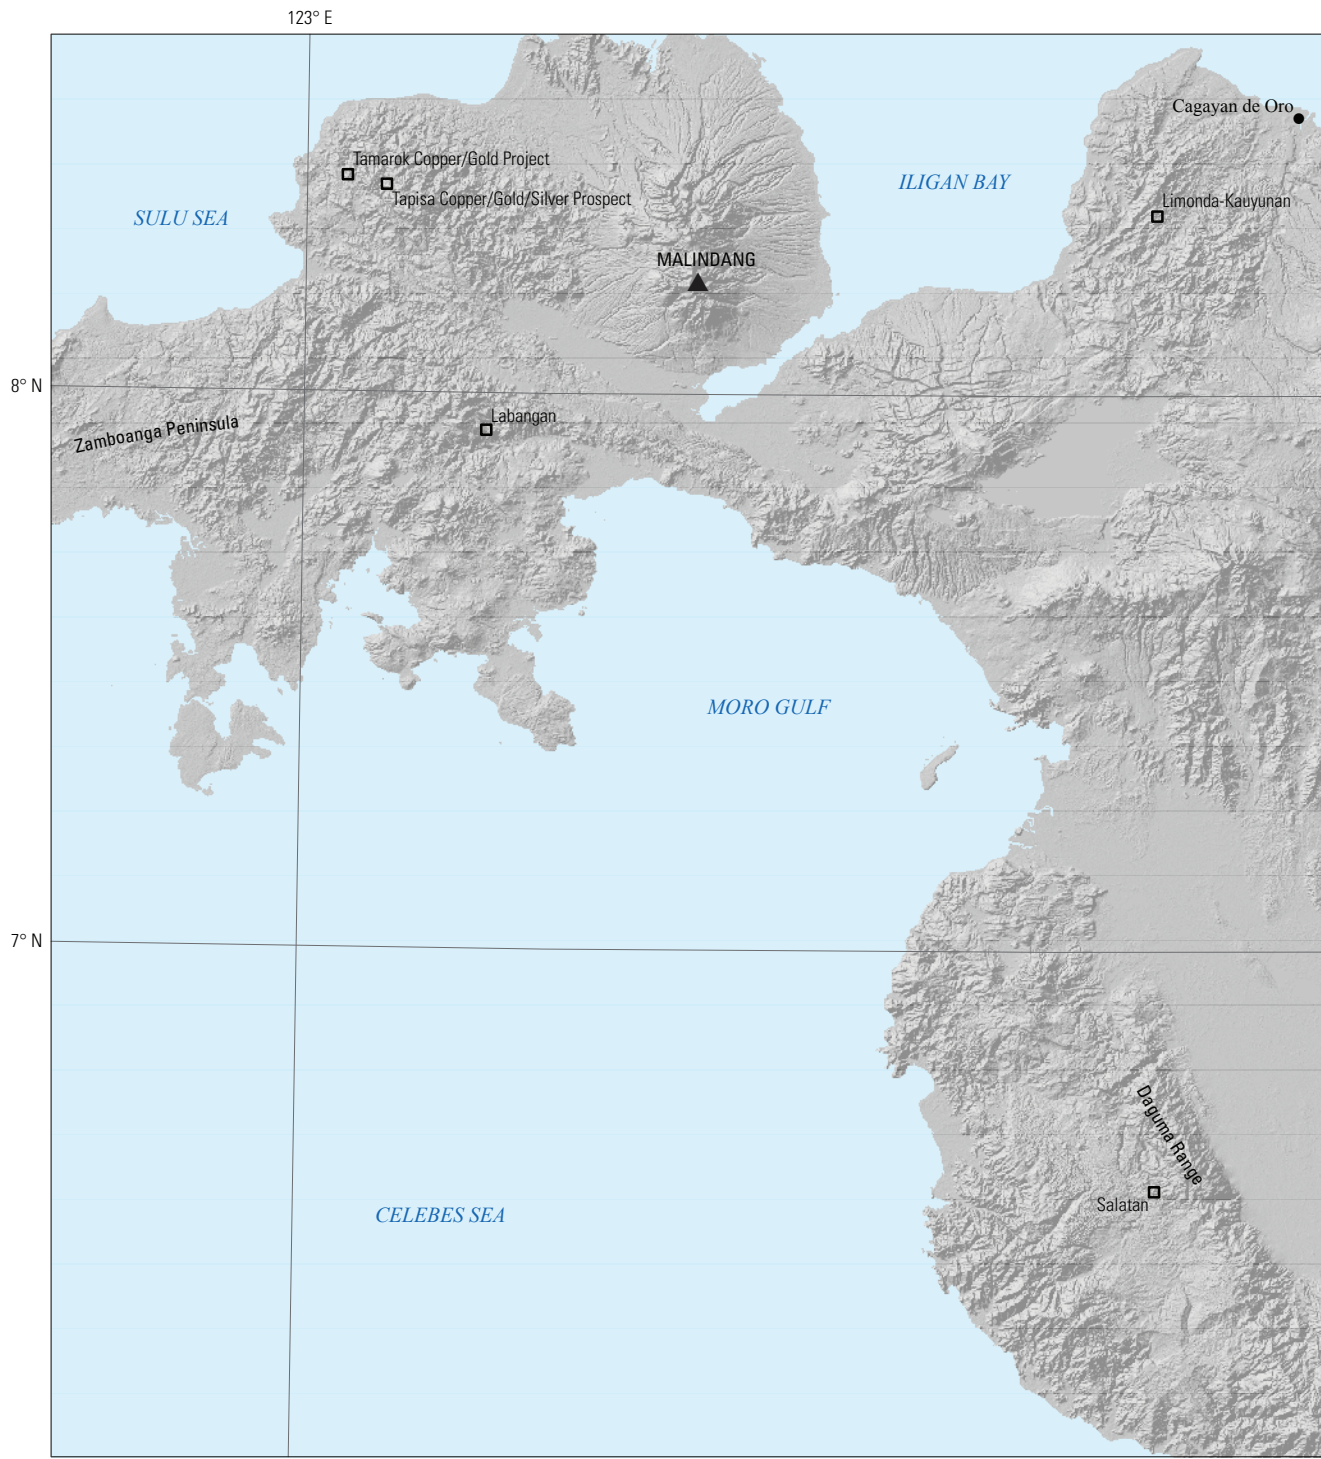 123° E
Cagayan de Oro
Tamarok Copper/Gold Project
ILIGAN BAY
Tapisa Copper/Gold/Silver Prospect
Limonda-Kauyunan
SULU SEA
MALINDANG
8° N
Labangan
Zamboanga Peninsula
MORO GULF
7° N
Daguma Range
Salatan
CELEBES SEA